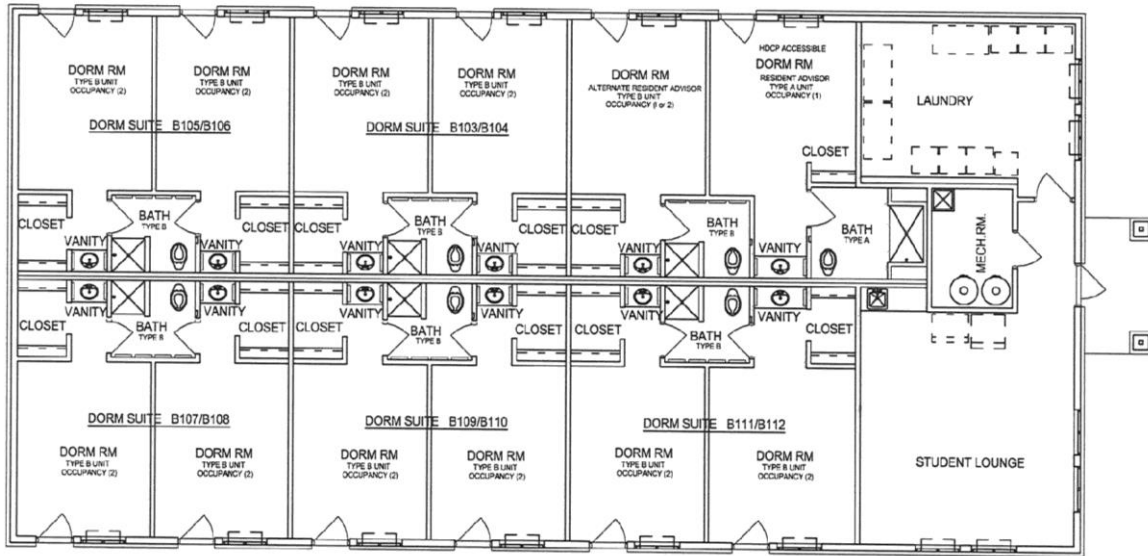 DORM RM
TYPE B UNIT
OCCUPANCY (2)
DORM RM
TYPE B UNIT
OCCUPANCY (2)
DORM SUITE B105/B106
DORM RM
TYPE B UNIT
OCCUPANCY (2)
DORM RM
TYPE B UNIT
OCCUPANCY (2)
DORM SUITE B103/B104
DORM RM
ALTERNATE RESIDENT ADVISOR
TYPE B UNIT
OCCUPANCY (1 or 2)
HDCP ACCESSIBLE
DORM RM
RESIDENT ADVISOR
TYPE A UNIT
OCCUPANCY (1)
LAUNDRY
CLOSET
CLOSET
BATH
TYPE B
VANITY
VANITY
CLOSET
CLOSET
BATH
TYPE B
VANITY
VANITY
CLOSET
CLOSET
BATH
TYPE B
VANITY
VANITY
BATH
TYPE A
MECH.RM.
VANITY
VANITY
CLOSET
BATH
TYPE B
CLOSET
VANITY
VANITY
CLOSET
BATH
TYPE B
CLOSET
VANITY
VANITY
CLOSET
BATH
TYPE B
CLOSET
DORM SUITE B107/B108
DORM RM
TYPE B UNIT
OCCUPANCY (2)
DORM RM
TYPE B UNIT
OCCUPANCY (2)
DORM SUITE B109/B110
DORM RM
TYPE B UNIT
OCCUPANCY (2)
DORM RM
TYPE B UNIT
OCCUPANCY (2)
DORM SUITE B111/B112
DORM RM
TYPE B UNIT
OCCUPANCY (2)
DORM RM
TYPE B UNIT
OCCUPANCY (2)
STUDENT LOUNGE